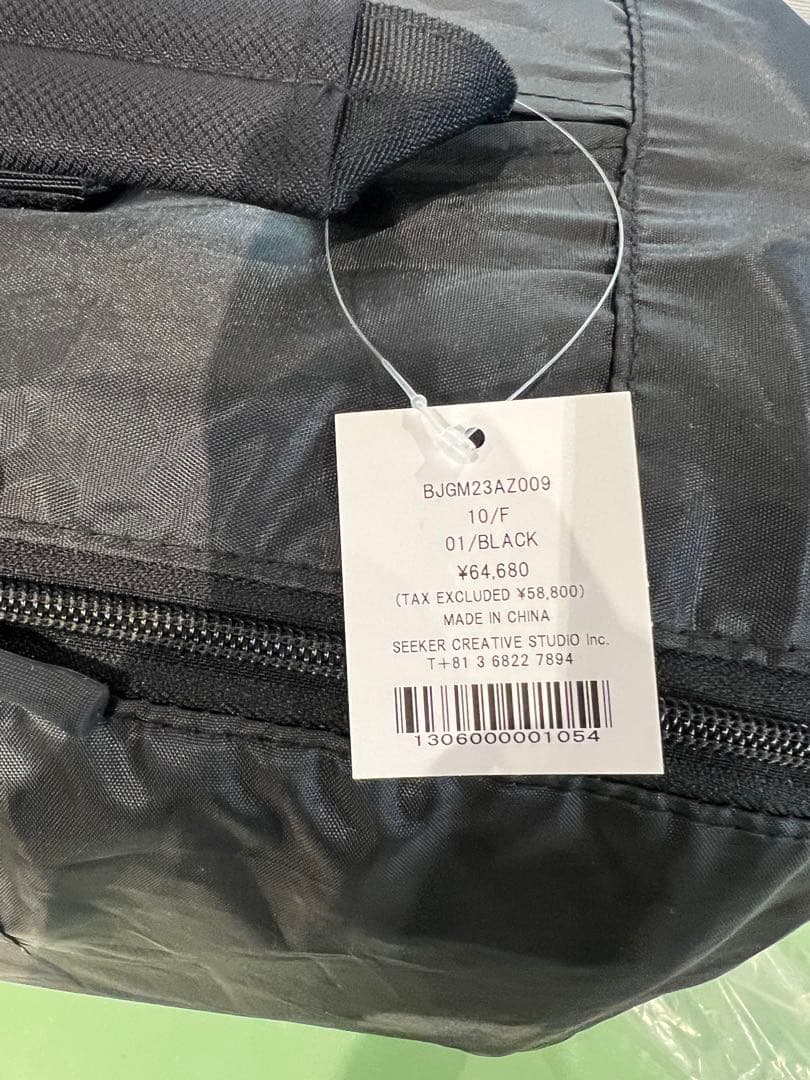 BJGM23AZ009
10/F
01/BLACK
¥64,680
(TAX EXCLUDED ¥58,800)
MADE IN CHINA
SEEKER CREATIVE STUDIO Inc.
T+81 3 6822 7894
1306000001054